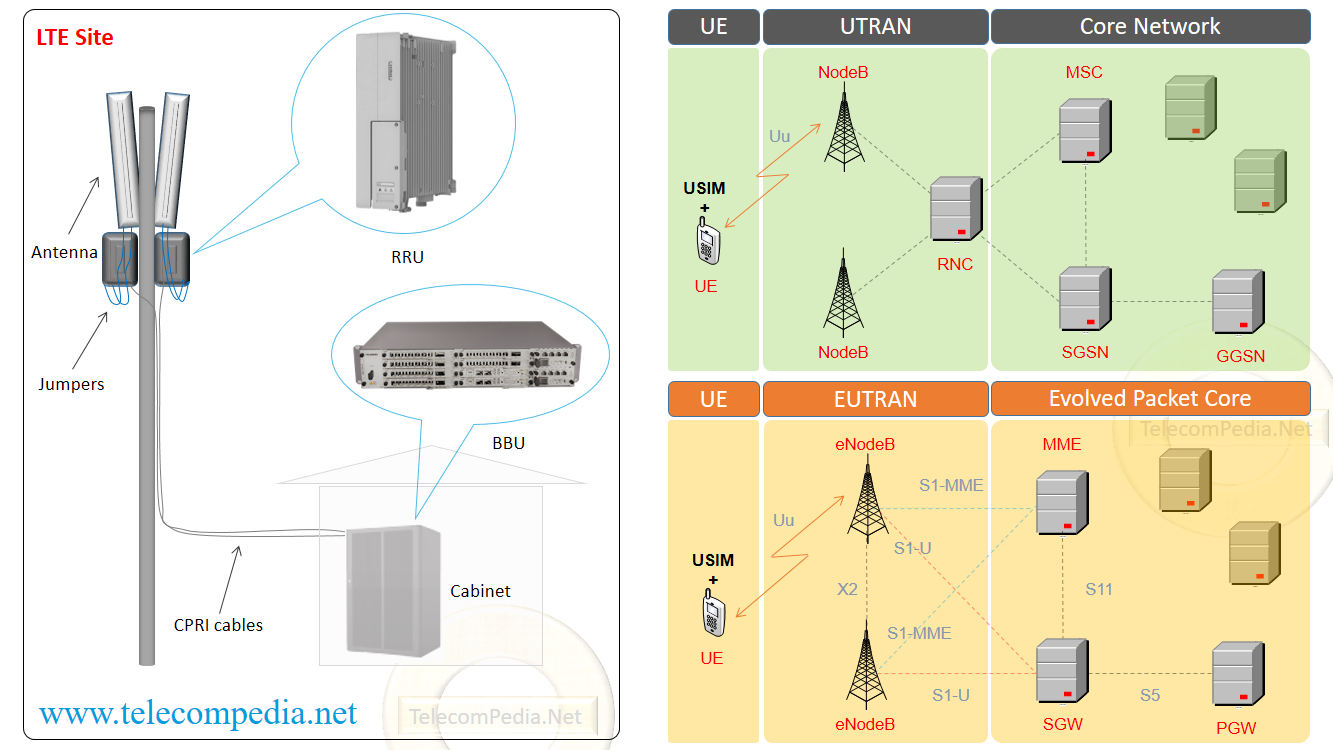 LTE Site
RRU
Antenna
Jumpers
BBU
Cabinet
CPRI cables
www.telecompedia.net
TelecomPedia.Net
UE
UTRAN
Core Network
NodeB
MSC
Uu
USIM
+
UE
RNC
NodeB
SGSN
GGSN
UE
EUTRAN
Evolved Packet Core
TelecomPedia.Net
eNodeB
MME
S1-MME
Uu
S1-U
USIM
+
X2
S11
S1-MME
UE
S1-U
S5
eNodeB
SGW
PGW